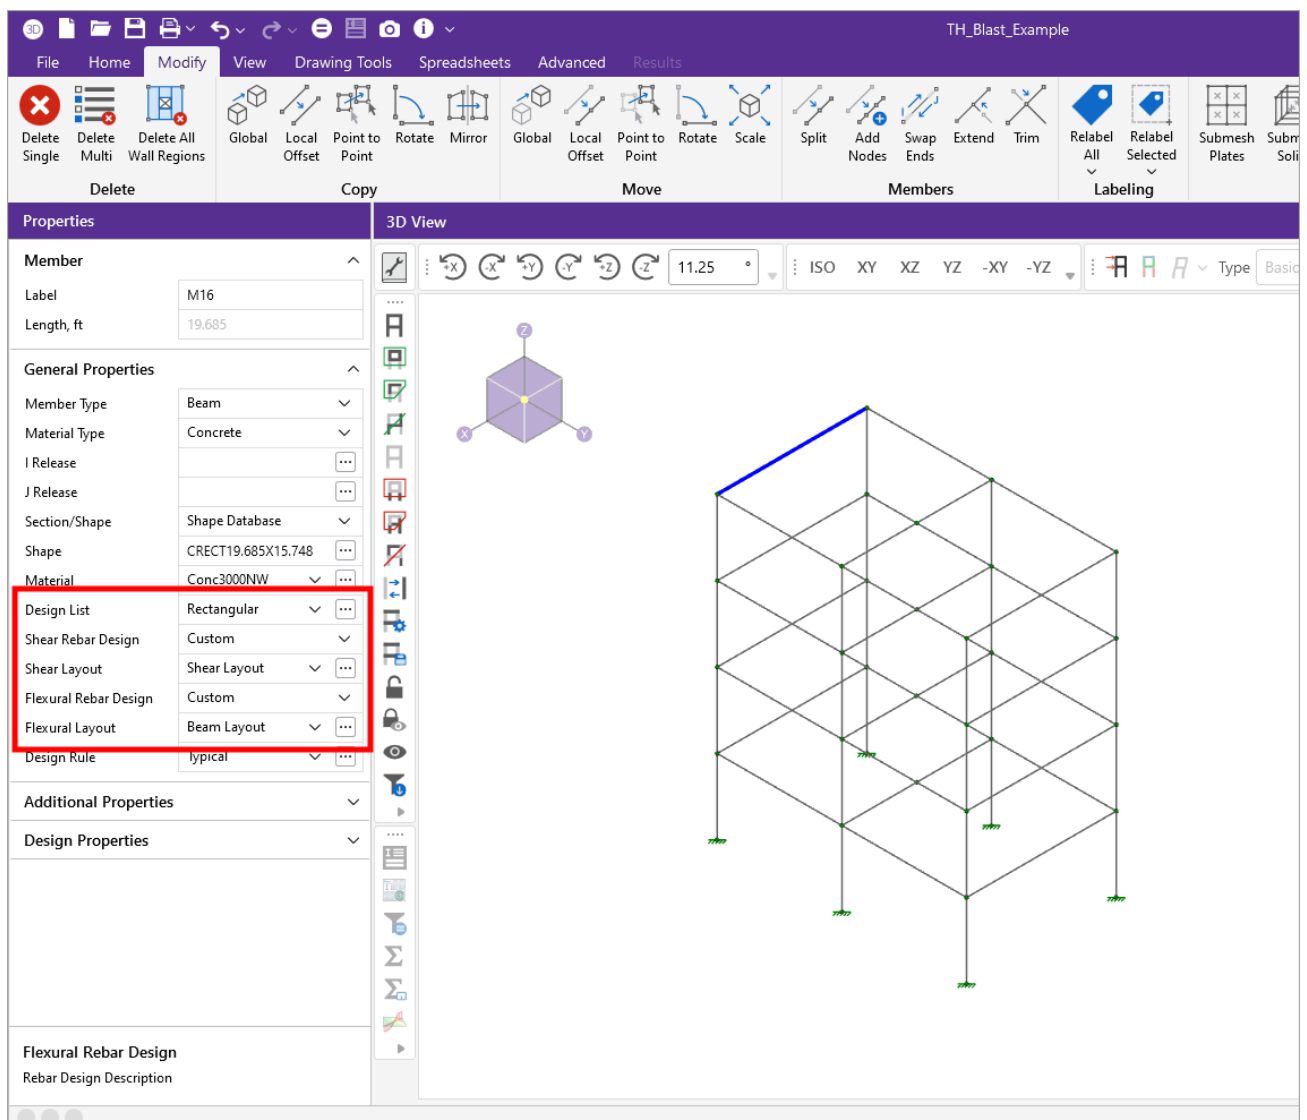 3D
TH_Blast_Example
File Home Modify View Drawing Tools Spreadsheets Advanced Results
Delete Single
Delete Multi
Delete All Wall Regions
Global
Local Offset
Point to Point
Rotate
Mirror
Global
Local Offset
Point to Point
Rotate
Scale
Split
Add Nodes
Swap Ends
Extend
Trim
Relabel All
Relabel Selected
Submesh Plates
Delete Copy Move Members Labeling
Properties
3D View
Member
Label M16
Length, ft 19.685
+X -X +Y -Y +Z -Z 11.25 ° ISO XY XZ YZ -XY -YZ Type Basic
General Properties
Member Type Beam
Material Type Concrete
I Release
J Release
Section/Shape Shape Database
Shape CRECT19.685X15.748
Material Conc3000NW
Design List Rectangular
Shear Rebar Design Custom
Shear Layout Shear Layout
Flexural Rebar Design Custom
Flexural Layout Beam Layout
Design Rule Typical
Additional Properties
Design Properties
Flexural Rebar Design
Rebar Design Description
Z
X
Y